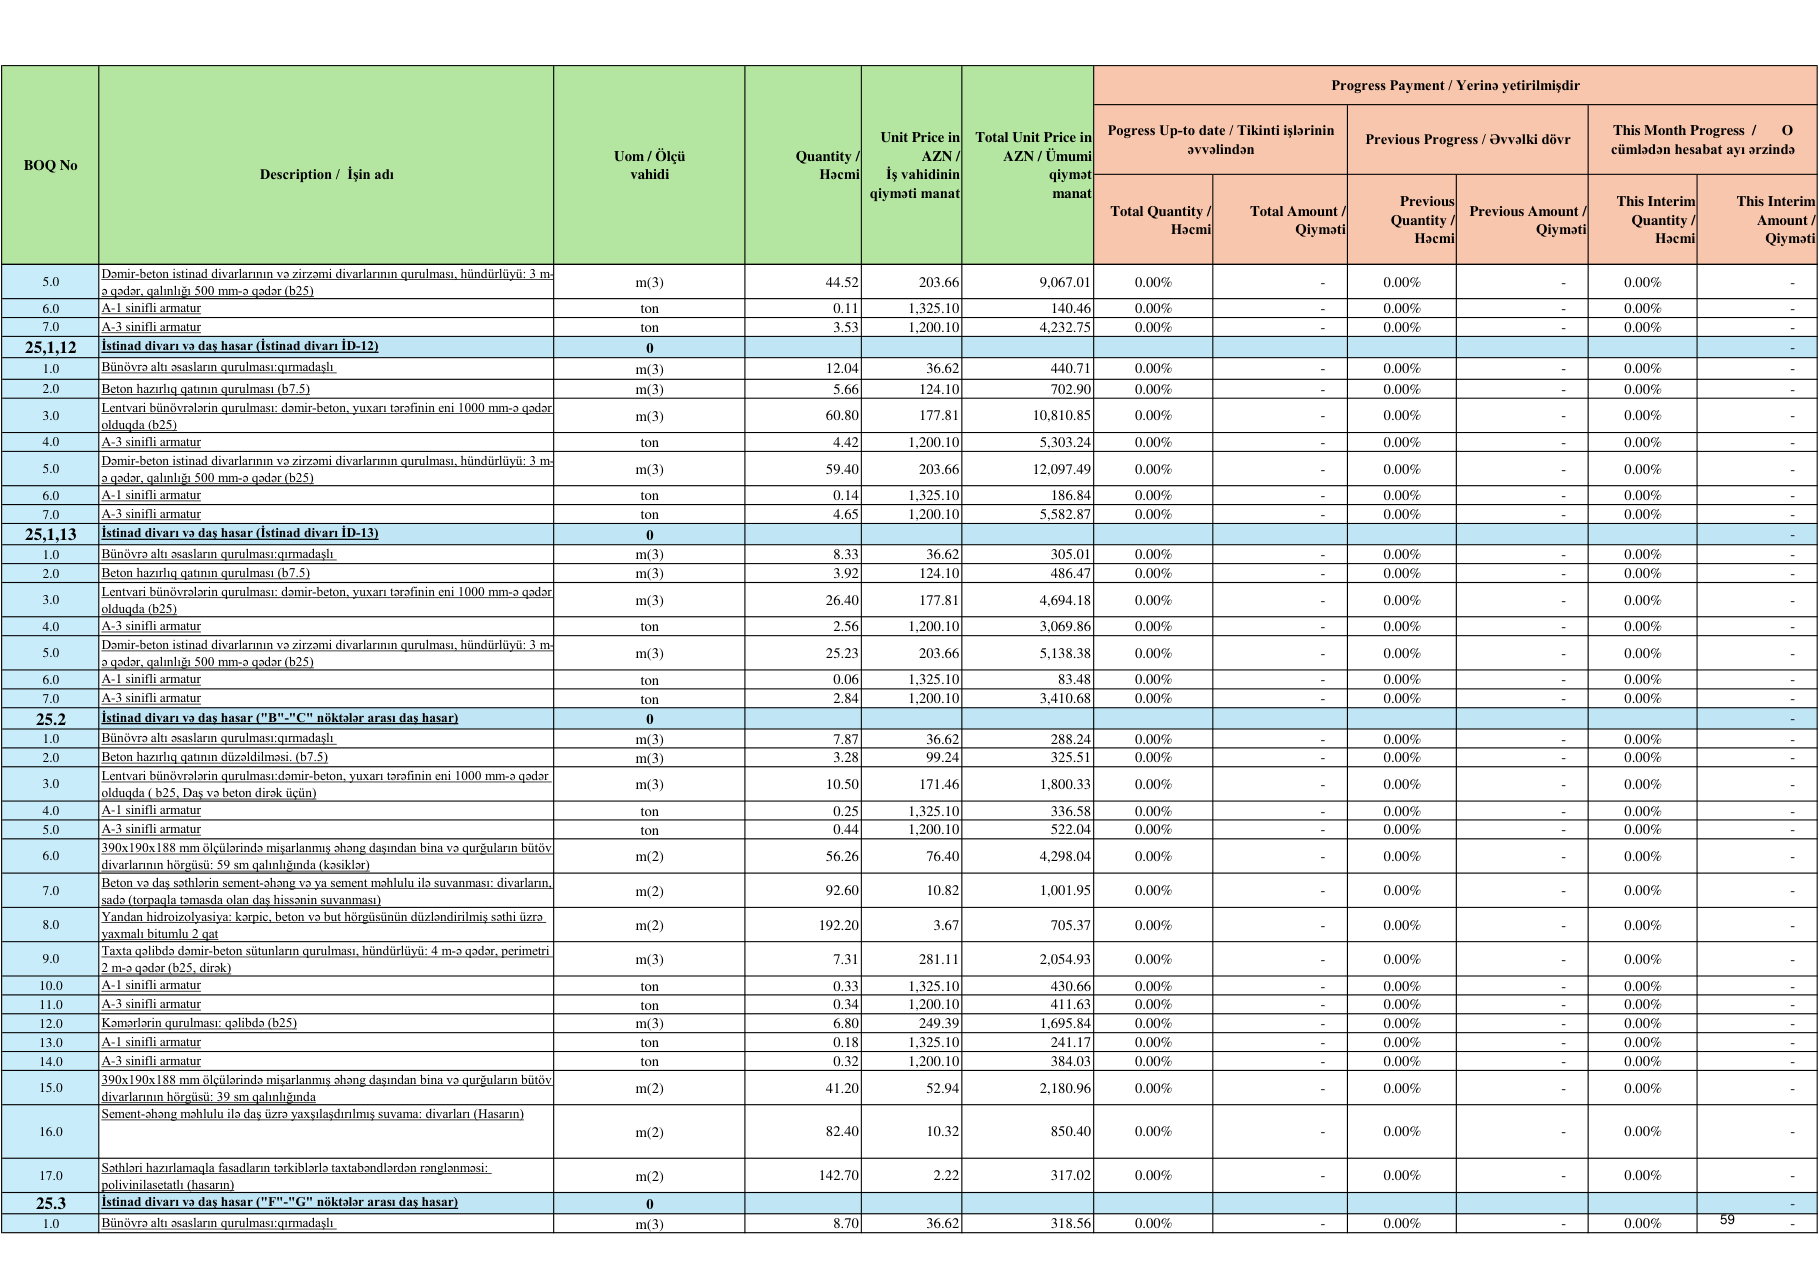 Progress Payment / Yerinə yetirilmişdir
BOQ No
Description / İşin adı
Uom / Ölçü
vahidi
Quantity /
Həcmi
Unit Price in
AZN /
İş vahidinin
qiyməti manat
Total Unit Price in
AZN / Ümumi
qiymət
manat
Pogress Up-to date / Tikinti işlərinin
əvvəlindən
Previous Progress / Əvvəlki dövr
This Month Progress / O
cümlədən hesabat ayı ərzində
Total Quantity /
Həcmi
Total Amount /
Qiyməti
Previous
Quantity /
Həcmi
Previous Amount /
Qiyməti
This Interim
Quantity /
Həcmi
This Interim
Amount /
Qiyməti
5.0 Dəmir-beton istinad divarlarının və zirzəmi divarlarının qurulması, hündürlüyü: 3 m-
ə qədər, qalınlığı 500 mm-ə qədər (b25) m(3) 44.52 203.66 9,067.01 0.00% - 0.00% - 0.00% -
6.0 A-1 sinifli armatur ton 0.11 1,325.10 140.46 0.00% - 0.00% - 0.00% -
7.0 A-3 sinifli armatur ton 3.53 1,200.10 4,232.75 0.00% - 0.00% - 0.00% -
25,1,12 İstinad divarı və daş hasar (İstinad divarı İD-12) 0 -
1.0 Bünövrə altı əsasların qurulması:qırmadaşlı m(3) 12.04 36.62 440.71 0.00% - 0.00% - 0.00% -
2.0 Beton hazırlıq qatının qurulması (b7.5) m(3) 5.66 124.10 702.90 0.00% - 0.00% - 0.00% -
3.0 Lentvari bünövrələrin qurulması: dəmir-beton, yuxarı tərəfinin eni 1000 mm-ə qədər
olduqda (b25) m(3) 60.80 177.81 10,810.85 0.00% - 0.00% - 0.00% -
4.0 A-3 sinifli armatur ton 4.42 1,200.10 5,303.24 0.00% - 0.00% - 0.00% -
5.0 Dəmir-beton istinad divarlarının və zirzəmi divarlarının qurulması, hündürlüyü: 3 m-
ə qədər, qalınlığı 500 mm-ə qədər (b25) m(3) 59.40 203.66 12,097.49 0.00% - 0.00% - 0.00% -
6.0 A-1 sinifli armatur ton 0.14 1,325.10 186.84 0.00% - 0.00% - 0.00% -
7.0 A-3 sinifli armatur ton 4.65 1,200.10 5,582.87 0.00% - 0.00% - 0.00% -
25,1,13 İstinad divarı və daş hasar (İstinad divarı İD-13) 0 -
1.0 Bünövrə altı əsasların qurulması:qırmadaşlı m(3) 8.33 36.62 305.01 0.00% - 0.00% - 0.00% -
2.0 Beton hazırlıq qatının qurulması (b7.5) m(3) 3.92 124.10 486.47 0.00% - 0.00% - 0.00% -
3.0 Lentvari bünövrələrin qurulması: dəmir-beton, yuxarı tərəfinin eni 1000 mm-ə qədər
olduqda (b25) m(3) 26.40 177.81 4,694.18 0.00% - 0.00% - 0.00% -
4.0 A-3 sinifli armatur ton 2.56 1,200.10 3,069.86 0.00% - 0.00% - 0.00% -
5.0 Dəmir-beton istinad divarlarının və zirzəmi divarlarının qurulması, hündürlüyü: 3 m-
ə qədər, qalınlığı 500 mm-ə qədər (b25) m(3) 25.23 203.66 5,138.38 0.00% - 0.00% - 0.00% -
6.0 A-1 sinifli armatur ton 0.06 1,325.10 83.48 0.00% - 0.00% - 0.00% -
7.0 A-3 sinifli armatur ton 2.84 1,200.10 3,410.68 0.00% - 0.00% - 0.00% -
25.2 İstinad divarı və daş hasar ("B"-"C" nöktələr arası daş hasar) 0 -
1.0 Bünövrə altı əsasların qurulması:qırmadaşlı m(3) 7.87 36.62 288.24 0.00% - 0.00% - 0.00% -
2.0 Beton hazırlıq qatının düzəldilməsi. (b7.5) m(3) 3.28 99.24 325.51 0.00% - 0.00% - 0.00% -
3.0 Lentvari bünövrələrin qurulması:dəmir-beton, yuxarı tərəfinin eni 1000 mm-ə qədər
olduqda ( b25, Daş və beton dirək üçün) m(3) 10.50 171.46 1,800.33 0.00% - 0.00% - 0.00% -
4.0 A-1 sinifli armatur ton 0.25 1,325.10 336.58 0.00% - 0.00% - 0.00% -
5.0 A-3 sinifli armatur ton 0.44 1,200.10 522.04 0.00% - 0.00% - 0.00% -
6.0 390x190x188 mm ölçülərində mişarlanmış əhəng daşından bina və qurğuların bütöv
divarlarının hörgüsü: 59 sm qalınlığında (kəsiklər) m(2) 56.26 76.40 4,298.04 0.00% - 0.00% - 0.00% -
7.0 Beton və daş səthlərin sement-əhəng və ya sement məhlulu ilə suvanması: divarların,
sadə (torpaqla təmasda olan daş hissənin suvanması) m(2) 92.60 10.82 1,001.95 0.00% - 0.00% - 0.00% -
8.0 Yandan hidroizolyasiya: kərpic, beton və but hörgüsünün düzləndirilmiş səthi üzrə
yaxmalı bitumlu 2 qat m(2) 192.20 3.67 705.37 0.00% - 0.00% - 0.00% -
9.0 Taxta qəlibdə dəmir-beton sütunların qurulması, hündürlüyü: 4 m-ə qədər, perimetri
2 m-ə qədər (b25, dirək) m(3) 7.31 281.11 2,054.93 0.00% - 0.00% - 0.00% -
10.0 A-1 sinifli armatur ton 0.33 1,325.10 430.66 0.00% - 0.00% - 0.00% -
11.0 A-3 sinifli armatur ton 0.34 1,200.10 411.63 0.00% - 0.00% - 0.00% -
12.0 Kəmərlərin qurulması: qəlibdə (b25) m(3) 6.80 249.39 1,695.84 0.00% - 0.00% - 0.00% -
13.0 A-1 sinifli armatur ton 0.18 1,325.10 241.17 0.00% - 0.00% - 0.00% -
14.0 A-3 sinifli armatur ton 0.32 1,200.10 384.03 0.00% - 0.00% - 0.00% -
15.0 390x190x188 mm ölçülərində mişarlanmış əhəng daşından bina və qurğuların bütöv
divarlarının hörgüsü: 39 sm qalınlığında m(2) 41.20 52.94 2,180.96 0.00% - 0.00% - 0.00% -
16.0 Sement-əhəng məhlulu ilə daş üzrə yaxşılaşdırılmış suvama: divarları (Hasarın) m(2) 82.40 10.32 850.40 0.00% - 0.00% - 0.00% -
17.0 Səthləri hazırlamaqla fasadların tərkiblərlə taxtabəndlərdən rənglənməsi:
polivinilasetatlı (hasarın) m(2) 142.70 2.22 317.02 0.00% - 0.00% - 0.00% -
25.3 İstinad divarı və daş hasar ("F"-"G" nöktələr arası daş hasar) 0 -
1.0 Bünövrə altı əsasların qurulması:qırmadaşlı m(3) 8.70 36.62 318.56 0.00% - 0.00% - 0.00% -
59